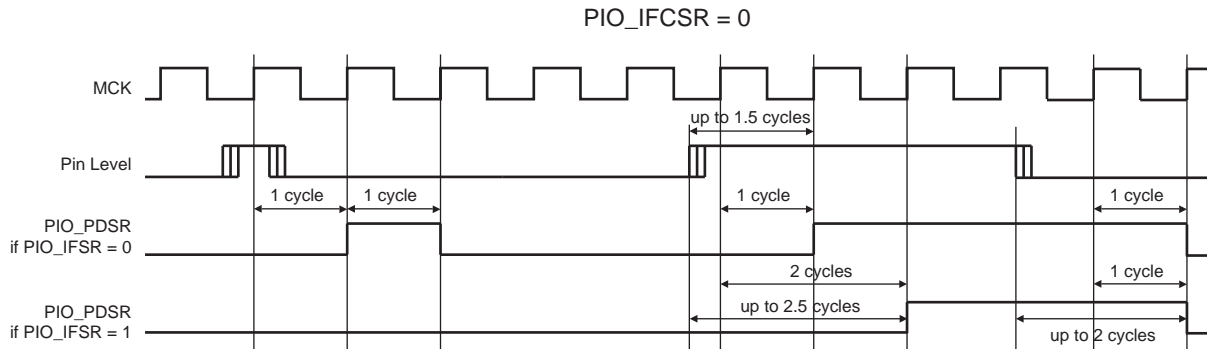 PIO_IFCSR = 0
MCK
up to 1.5 cycles
Pin Level
1 cycle
1 cycle
1 cycle
1 cycle
PIO_PDSR
if PIO_IFSR = 0
2 cycles
1 cycle
PIO_PDSR
if PIO_IFSR = 1
up to 2.5 cycles
up to 2 cycles